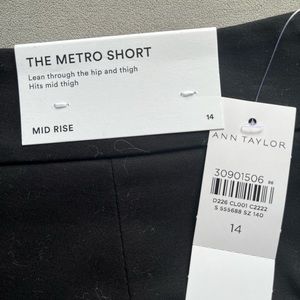 THE METRO SHORT
Lean through the hip and thigh
Hits mid thigh
MID RISE
14
ANN TAYLOR
30901506 86
D226 CL001 C2222
S 555688 SZ 140
14